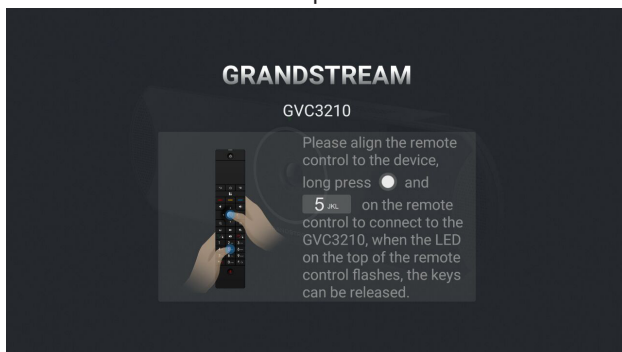 GRANDSTREAM
GVC3210
Please align the remote
control to the device,
long press and
5 JKL on the remote
control to connect to the
GVC3210, when the LED
on the top of the remote
control flashes, the keys
can be released.